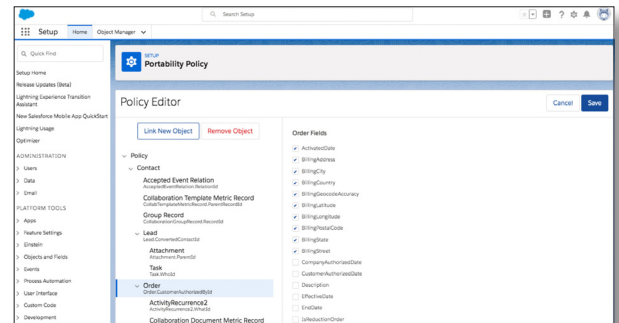 Search Setup
Setup
Home
Object Manager
Quick Find
Setup Home
Release Updates (Beta)
Lightning Experience Transition
Assistant
New Salesforce Mobile App QuickStart
Lightning Usage
Optimizer
ADMINISTRATION
Users
Data
Email
PLATFORM TOOLS
Apps
Feature Settings
Einstein
Objects and Fields
Events
Process Automation
User Interface
Custom Code
Development
SETUP
Portability Policy
Policy Editor
Cancel
Save
Link New Object
Remove Object
Policy
Contact
Accepted Event Relation
AcceptedEventRelation.RelationId
Collaboration Template Metric Record
CollabTemplateMetricRecord.ParentRecordId
Group Record
CollaborationGroupRecord.RecordId
Lead
Lead.ConvertedContactId
Attachment
Attachment.ParentId
Task
Task.WhoId
Order
Order.CustomerAuthorizedById
ActivityRecurrence2
ActivityRecurrence2.WhatId
Collaboration Document Metric Record
Order Fields
ActivatedDate
BillingAddress
BillingCity
BillingCountry
BillingGeocodeAccuracy
BillingLatitude
BillingLongitude
BillingPostalCode
BillingState
BillingStreet
CompanyAuthorizedDate
CustomerAuthorizedDate
Description
EffectiveDate
EndDate
IsReductionOrder